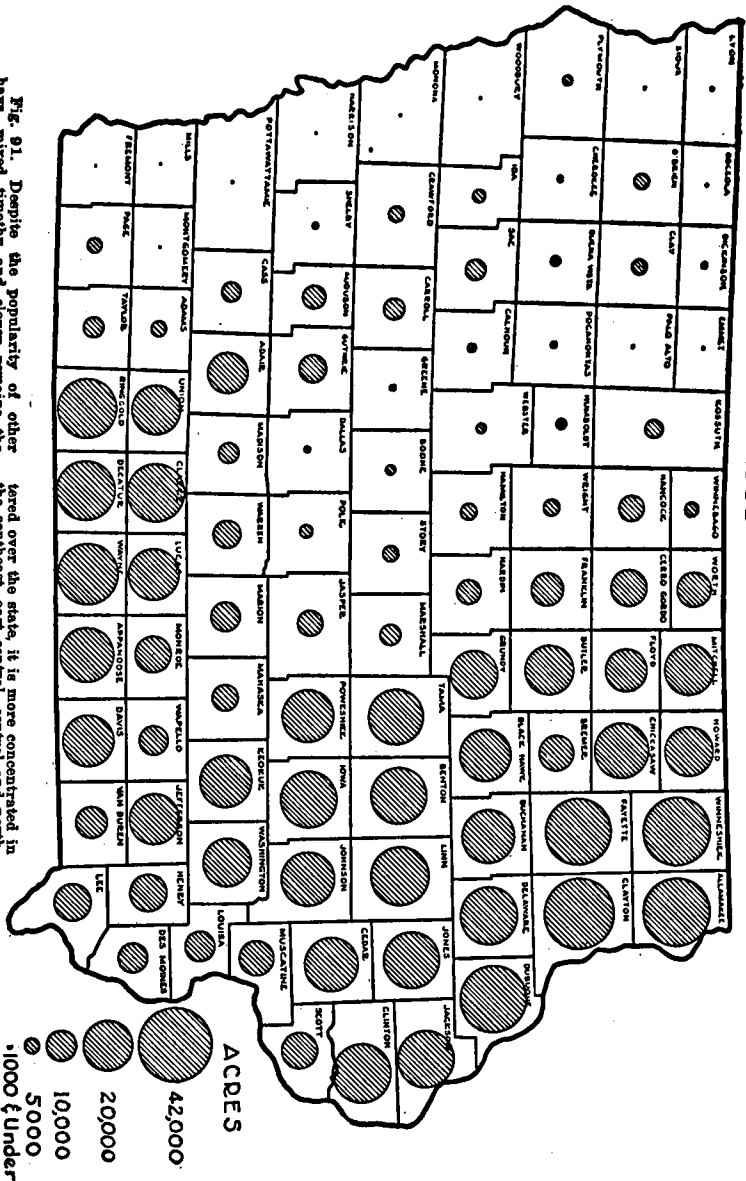 LYON
OSCEOLA
DICKINSON
EMMET
KOSSUTH
WINNEBAGO
WORTH
MITCHELL
HOWARD
WINNESHIEK
ALLAMAKEE
SIOUX
O'BRIEN
CLAY
PALO ALTO
HANCOCK
CERRO GORDO
FLOYD
CHICKASAW
FAYETTE
CLAYTON
PLYMOUTH
CHEROKEE
BUENA VISTA
POCAHONTAS
HUMBOLDT
WRIGHT
FRANKLIN
BUTLER
BREMER
WOODBURY
IDA
SAC
CALHOUN
WEBSTER
HAMILTON
HARDIN
GRUNDY
BLACK HAWK
BUCHANAN
DELAWARE
DUBUQUE
MONONA
CRAWFORD
CARROLL
GREENE
BOONE
STORY
MARSHALL
TAMA
BENTON
LINN
JONES
JACKSON
HARRISON
SHELBY
AUDUBON
GUTHRIE
DALLAS
POLK
JASPER
POWESHIEK
IOWA
JOHNSON
CEDAR
CLINTON
SCOTT
POTTAWATTAMIE
CASS
ADAIR
MADISON
WARREN
MARION
MAHASKA
KEOKUK
WASHINGTON
MUSCATINE
LOUISA
MILLS
MONTGOMERY
ADAMS
UNION
CLARKE
LUCAS
MONROE
WAPELLO
JEFFERSON
HENRY
DES MOINES
FREMONT
PAGE
TAYLOR
RINGGOLD
DECATUR
WAYNE
APPANOOSE
DAVIS
VAN BUREN
LEE
ACRES
42,000
20,000
10,000
5000
1000 & Under
Fig. 91. Despite the popularity of other
tered over the state, it is more concentrated in